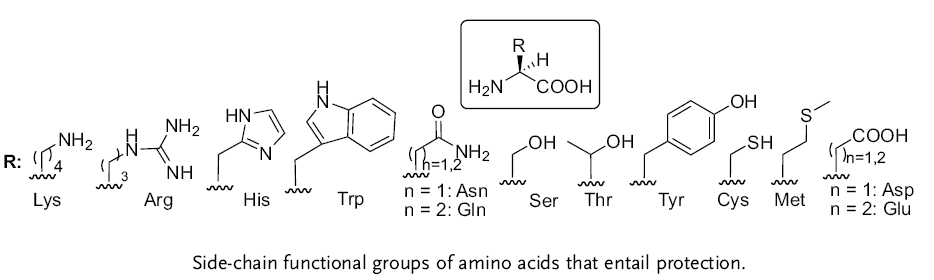 R
H
H₂N COOH
R: NH₂ 4 Lys
H N NH₂ NH 3 Arg
HN N His
H N Trp
O NH₂ n=1,2
n = 1: Asn
n = 2: Gln
OH Ser
OH Thr
OH Tyr
SH Cys
S Met
COOH n=1,2
n = 1: Asp
n = 2: Glu
Side-chain functional groups of amino acids that entail protection.